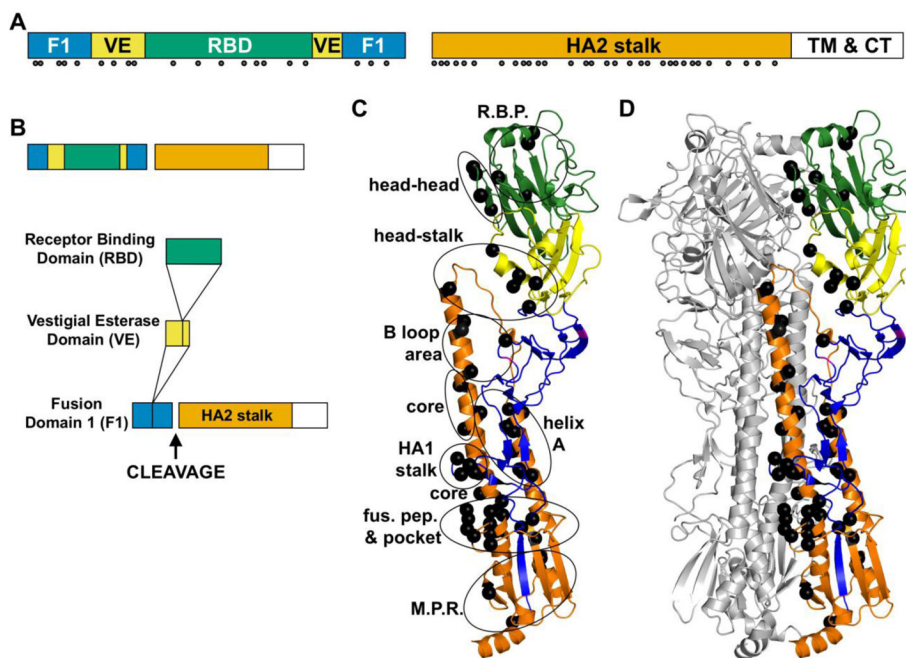 A
F1 VE RBD VE F1 HA2 stalk TM & CT
B
Receptor Binding
Domain (RBD)
Vestigial Esterase
Domain (VE)
Fusion
Domain 1 (F1)
HA2 stalk
CLEAVAGE
C
R.B.P.
head-head
head-stalk
B loop
area
core
helix
A
HA1
stalk
core
fus. pep.
& pocket
M.P.R.
D